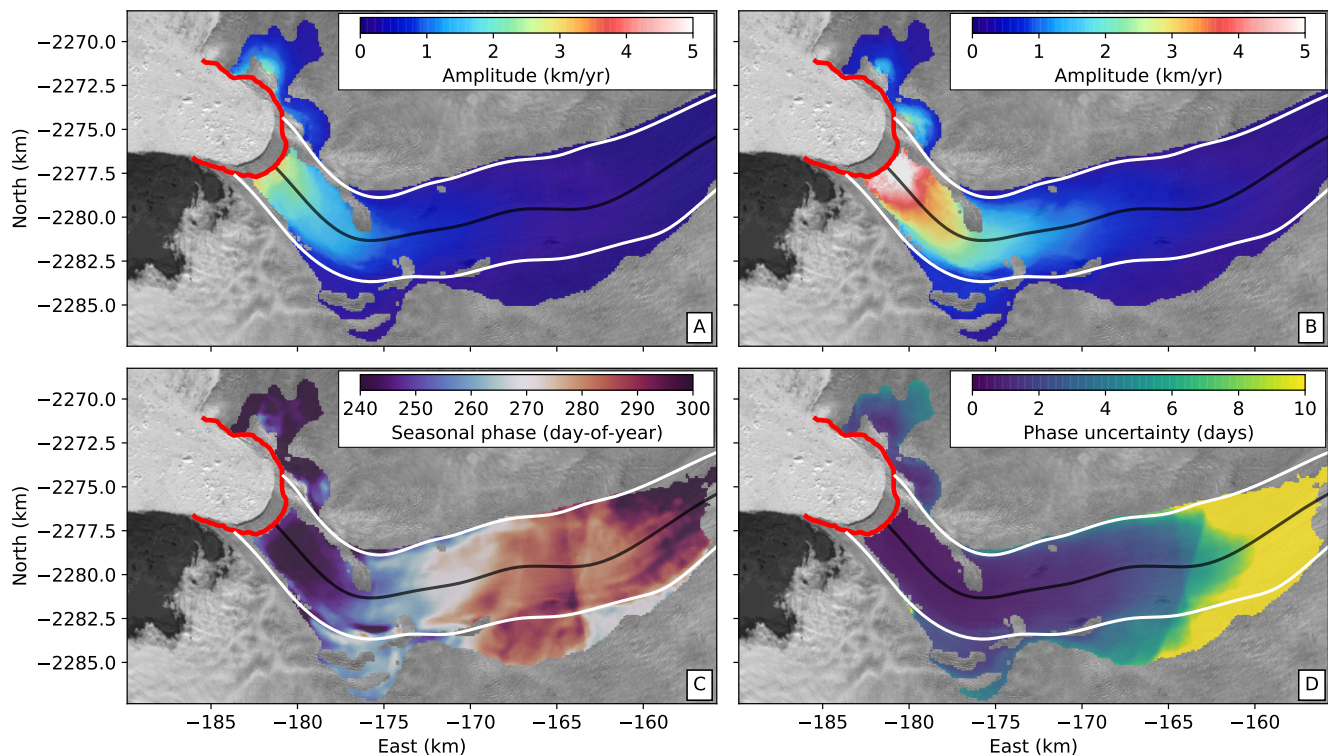 0 1 2 3 4 5
Amplitude (km/yr)
−2270.0
−2272.5
−2275.0
−2277.5
−2280.0
−2282.5
−2285.0
North (km)
A
0 1 2 3 4 5
Amplitude (km/yr)
B
240 250 260 270 280 290 300
Seasonal phase (day-of-year)
−2270.0
−2272.5
−2275.0
−2277.5
−2280.0
−2282.5
−2285.0
North (km)
C
−185 −180 −175 −170 −165 −160
East (km)
0 2 4 6 8 10
Phase uncertainty (days)
D
−185 −180 −175 −170 −165 −160
East (km)